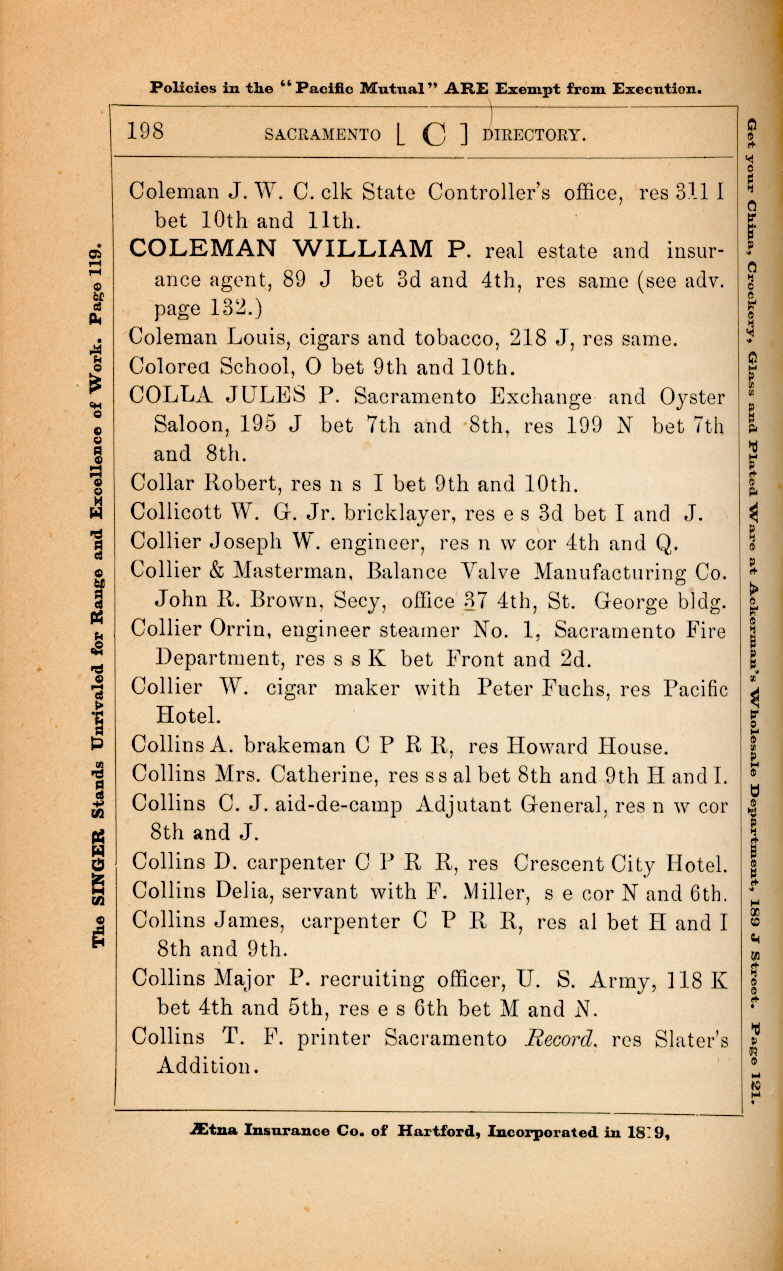 Policies in the “Pacific Mutual” ARE Exempt from Execution.
198 SACRAMENTO [ C ] DIRECTORY.
Coleman J. W. C. clk State Controller’s office, res 311 I
bet 10th and 11th.
COLEMAN WILLIAM P. real estate and insur-
ance agent, 89 J bet 3d and 4th, res same (see adv.
page 132.)
Coleman Louis, cigars and tobacco, 218 J, res same.
Colored School, O bet 9th and 10th.
COLLA JULES P. Sacramento Exchange and Oyster
Saloon, 195 J bet 7th and 8th, res 199 N bet 7th
and 8th.
Collar Robert, res n s I bet 9th and 10th.
Collicott W. G. Jr. bricklayer, res e s 3d bet I and J.
Collier Joseph W. engineer, res n w cor 4th and Q.
Collier & Masterman, Balance Valve Manufacturing Co.
John R. Brown, Secy, office 37 4th, St. George bldg.
Collier Orrin, engineer steamer No. 1, Sacramento Fire
Department, res s s K bet Front and 2d.
Collier W. cigar maker with Peter Fuchs, res Pacific
Hotel.
Collins A. brakeman C P R R, res Howard House.
Collins Mrs. Catherine, res s s al bet 8th and 9th H and I.
Collins C. J. aid-de-camp Adjutant General, res n w cor
8th and J.
Collins D. carpenter C P R R, res Crescent City Hotel.
Collins Delia, servant with F. Miller, s e cor N and 6th.
Collins James, carpenter C P R R, res al bet H and I
8th and 9th.
Collins Major P. recruiting officer, U. S. Army, 118 K
bet 4th and 5th, res e s 6th bet M and N.
Collins T. F. printer Sacramento Record, res Slater’s
Addition.
Ætna Insurance Co. of Hartford, Incorporated in 1819,
The SINGER Stands Unrivaled for Range and Excellence of Work. Page 119.
Get your China, Crockery, Glass and Plated Ware at Ackerman’s Wholesale Department, 189 J Street. Page 121.